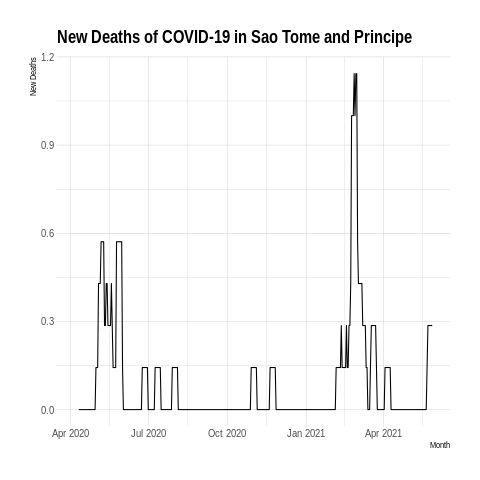 New Deaths of COVID-19 in Sao Tome and Principe
New Deaths
1.2
0.9
0.6
0.3
0.0
Apr 2020 Jul 2020 Oct 2020 Jan 2021 Apr 2021
Month